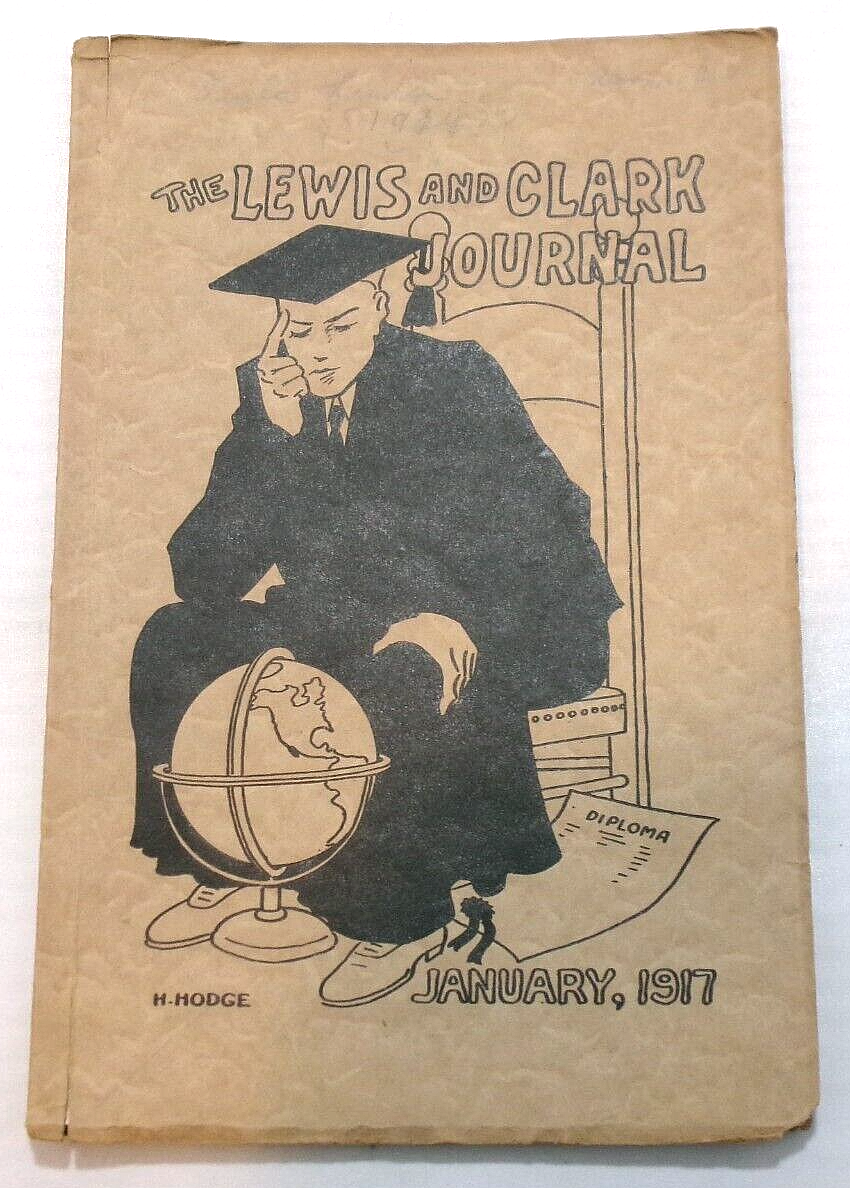 THE LEWIS AND CLARK
JOURNAL
DIPLOMA
H. HODGE
JANUARY, 1917